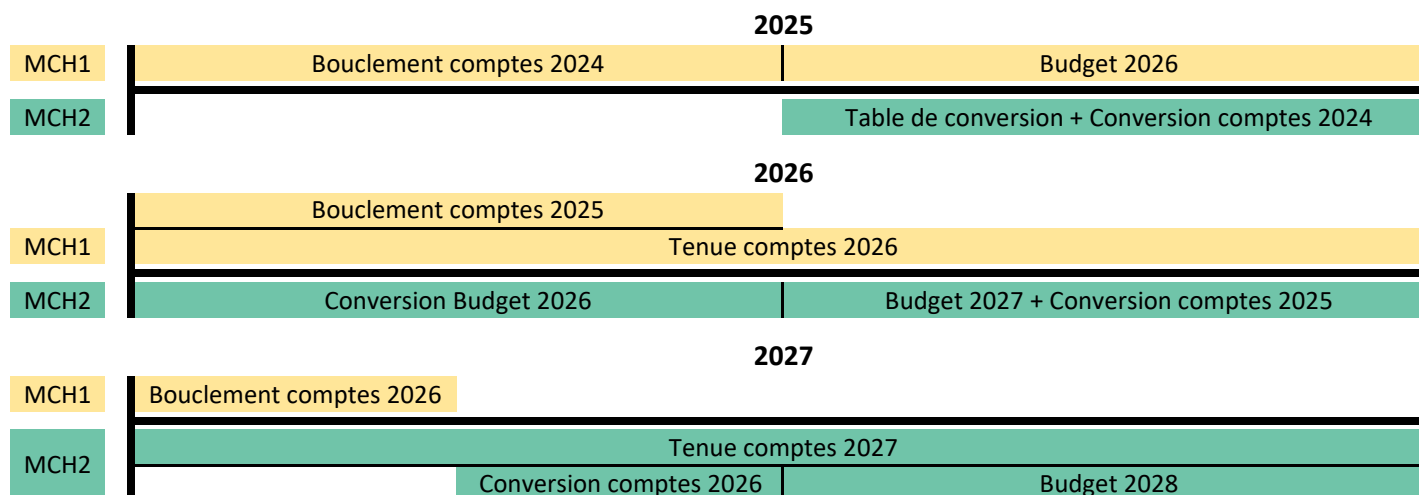 2025
MCH1 Bouclement comptes 2024 Budget 2026
MCH2 Table de conversion + Conversion comptes 2024
2026
Bouclement comptes 2025
MCH1 Tenue comptes 2026
MCH2 Conversion Budget 2026 Budget 2027 + Conversion comptes 2025
2027
MCH1 Bouclement comptes 2026
MCH2 Tenue comptes 2027
Conversion comptes 2026 Budget 2028